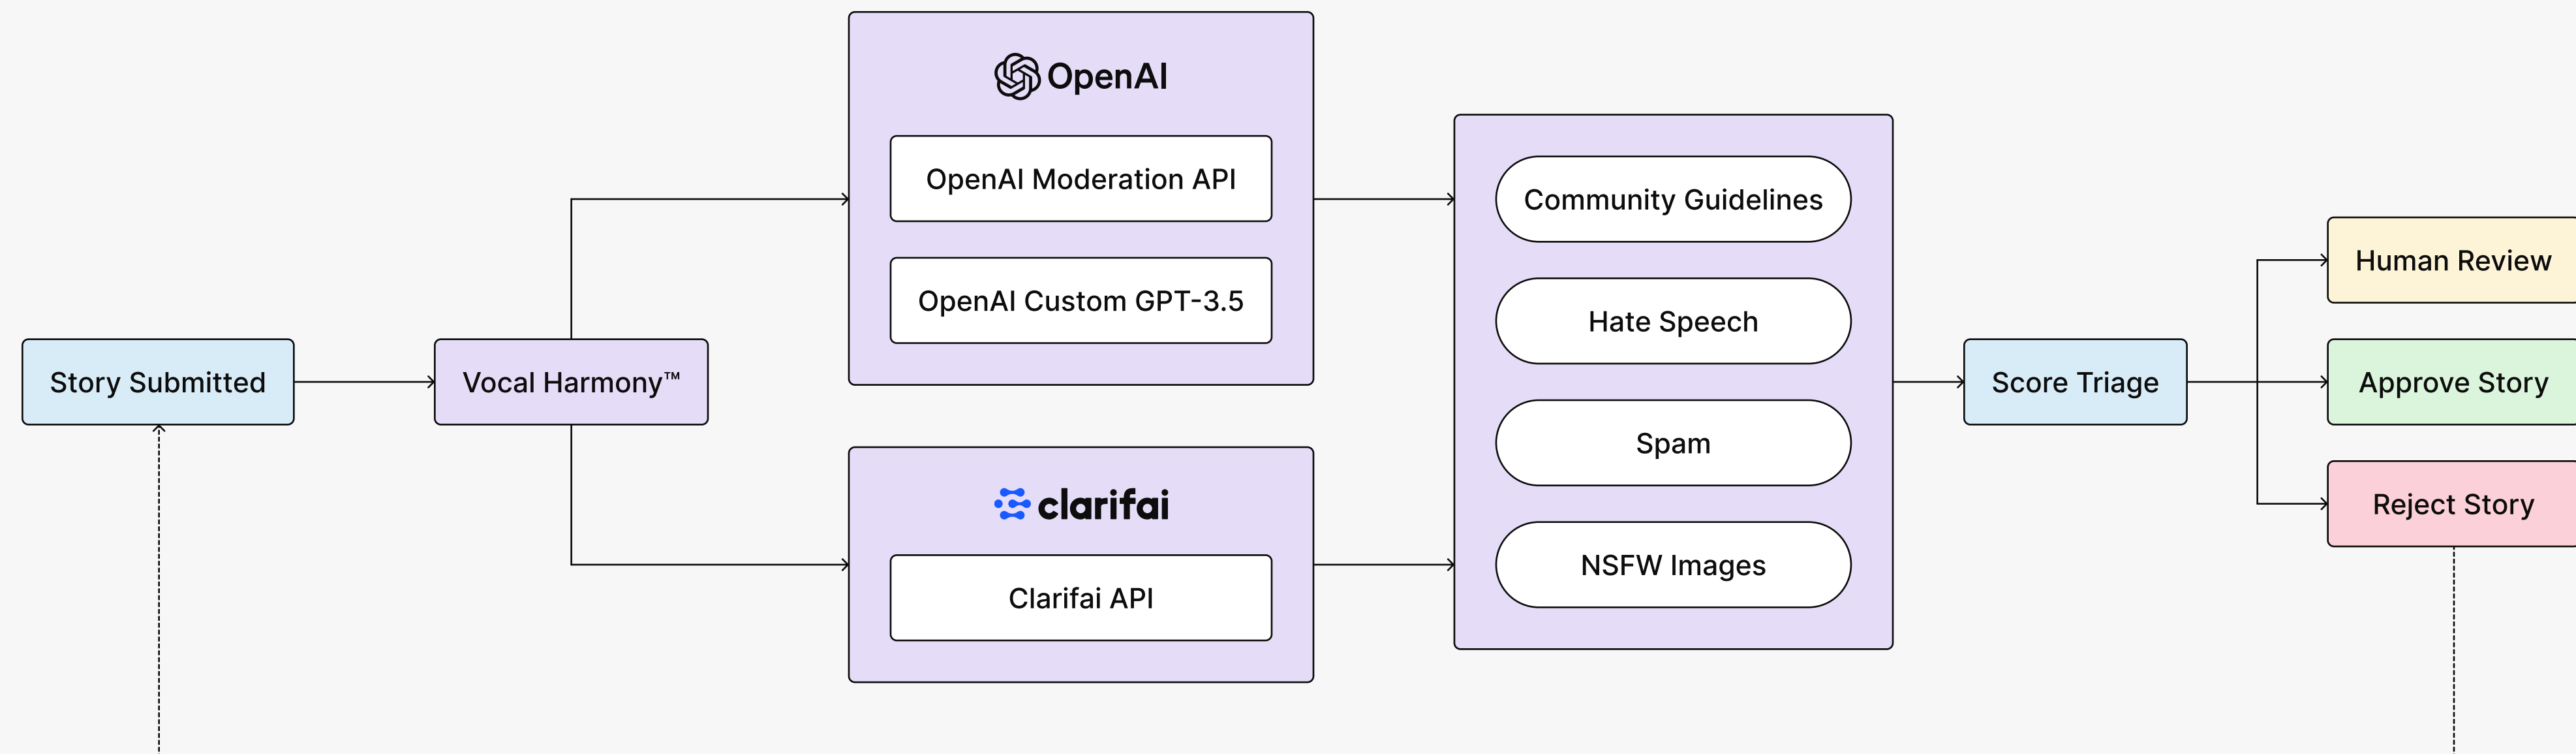 Story Submitted
Vocal Harmony™
OpenAI
OpenAI Moderation API
OpenAI Custom GPT-3.5
clarifai
Clarifai API
Community Guidelines
Hate Speech
Spam
NSFW Images
Score Triage
Human Review
Approve Story
Reject Story